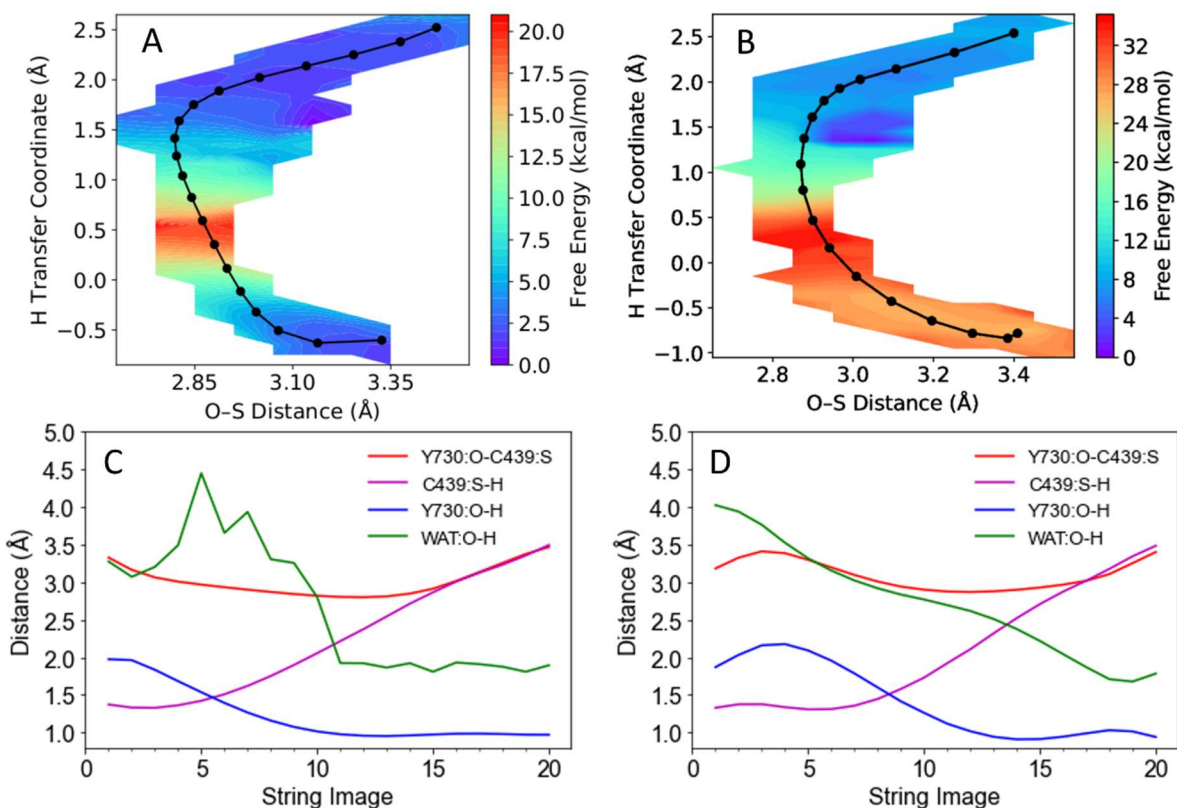 A
H Transfer Coordinate (Å)
2.5
2.0
1.5
1.0
0.5
0.0
−0.5
2.85 3.10 3.35
O–S Distance (Å)
20.0
17.5
15.0
12.5
10.0
7.5
5.0
2.5
0.0
Free Energy (kcal/mol)
B
H Transfer Coordinate (Å)
2.5
2.0
1.5
1.0
0.5
0.0
−0.5
−1.0
2.8 3.0 3.2 3.4
O–S Distance (Å)
32
28
24
20
16
12
8
4
0
Free Energy (kcal/mol)
C
Distance (Å)
5.0
4.5
4.0
3.5
3.0
2.5
2.0
1.5
1.0
Y730:O-C439:S
C439:S-H
Y730:O-H
WAT:O-H
0 5 10 15 20
String Image
D
Distance (Å)
5.0
4.5
4.0
3.5
3.0
2.5
2.0
1.5
1.0
Y730:O-C439:S
C439:S-H
Y730:O-H
WAT:O-H
0 5 10 15 20
String Image